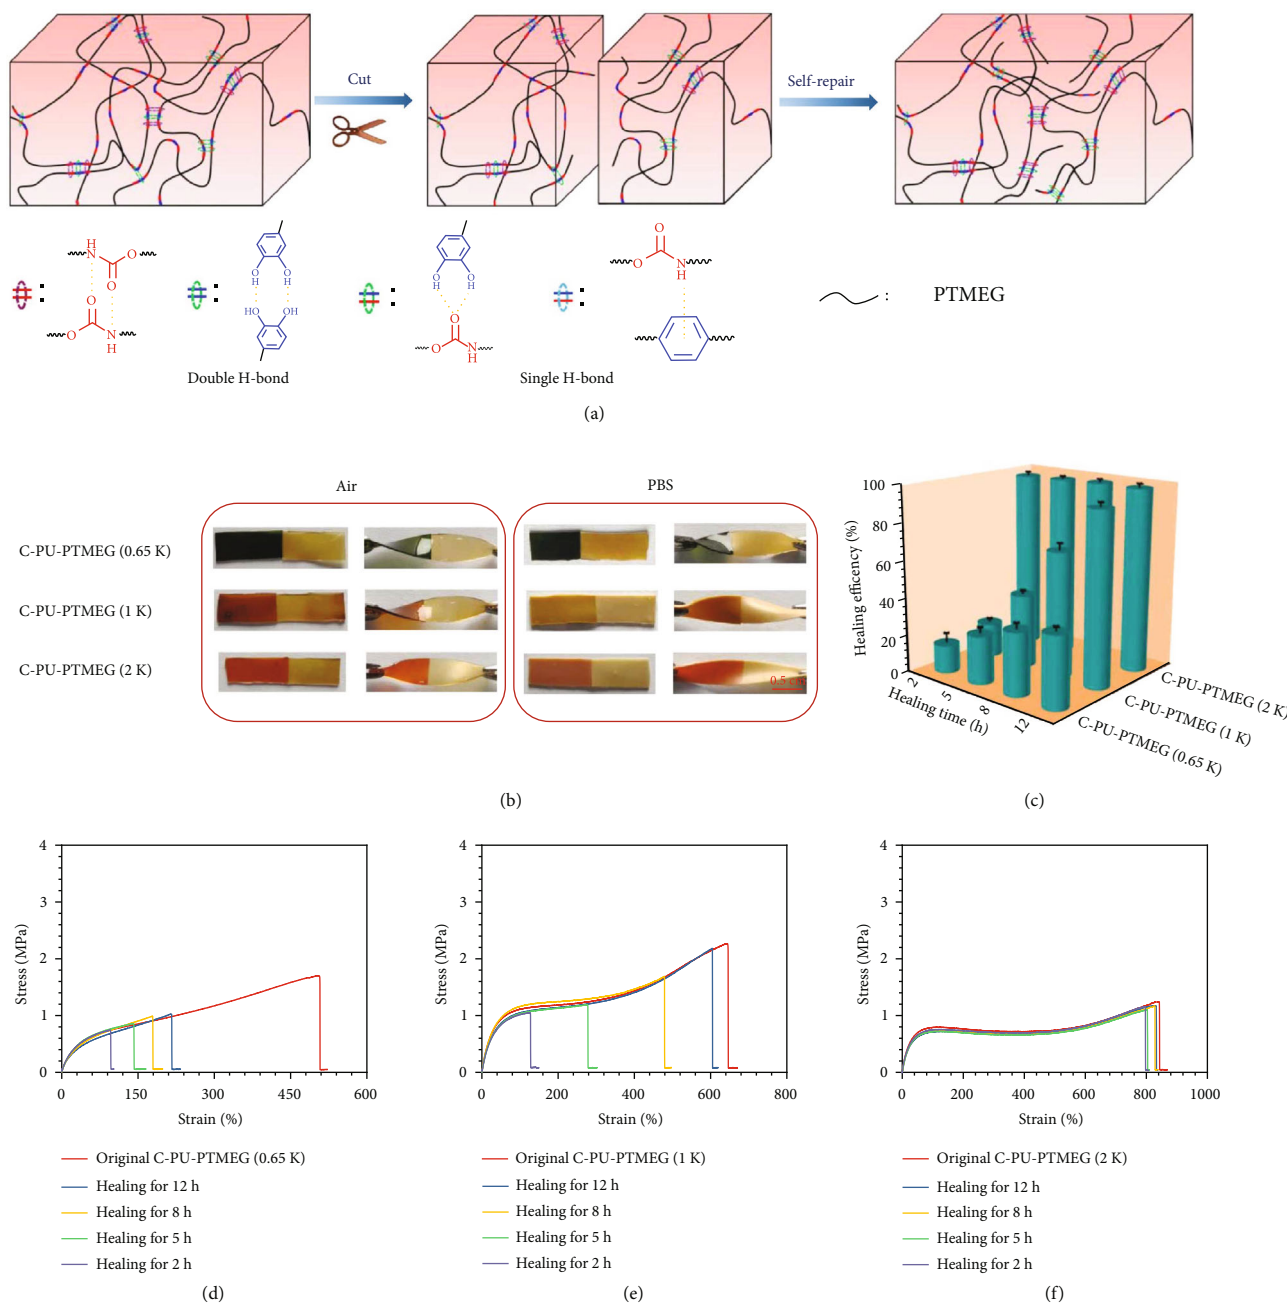 Cut
Self-repair
H
N
O
O
O
O
N
H
OH
OH
HO
OH
Double H-bond
OH
OH
O
O
N
H
Single H-bond
O
O
N
H
: PTMEG
(a)
Air
PBS
C-PU-PTMEG (0.65 K)
C-PU-PTMEG (1 K)
C-PU-PTMEG (2 K)
0.5 cm
(b)
Healing efficency (%)
100
80
60
40
20
0
2
5
8
12
Healing time (h)
C-PU-PTMEG (2 K)
C-PU-PTMEG (1 K)
C-PU-PTMEG (0.65 K)
(c)
Stress (MPa)
4
3
2
1
0
0 150 300 450 600
Strain (%)
Original C-PU-PTMEG (0.65 K)
Healing for 12 h
Healing for 8 h
Healing for 5 h
Healing for 2 h
(d)
Stress (MPa)
4
3
2
1
0
0 200 400 600 800
Strain (%)
Original C-PU-PTMEG (1 K)
Healing for 12 h
Healing for 8 h
Healing for 5 h
Healing for 2 h
(e)
Stress (MPa)
4
3
2
1
0
0 200 400 600 800 1000
Strain (%)
Original C-PU-PTMEG (2 K)
Healing for 12 h
Healing for 8 h
Healing for 5 h
Healing for 2 h
(f)